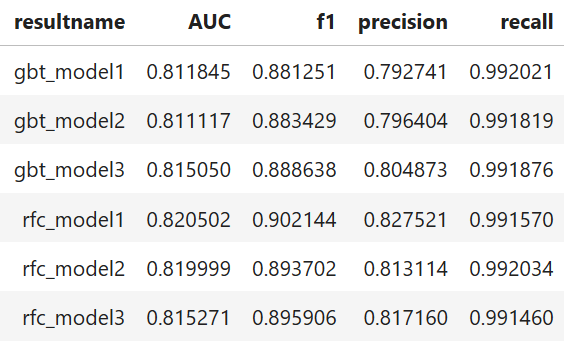 resultname AUC f1 precision recall
gbt_model1 0.811845 0.881251 0.792741 0.992021
gbt_model2 0.811117 0.883429 0.796404 0.991819
gbt_model3 0.815050 0.888638 0.804873 0.991876
rfc_model1 0.820502 0.902144 0.827521 0.991570
rfc_model2 0.819999 0.893702 0.813114 0.992034
rfc_model3 0.815271 0.895906 0.817160 0.991460